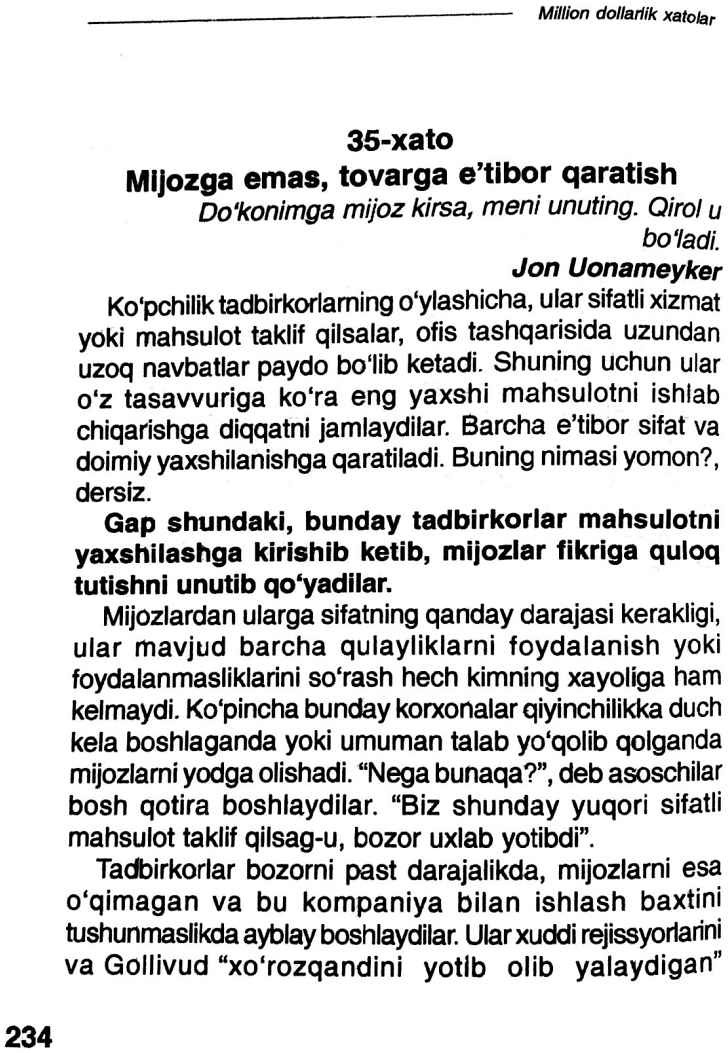 Million dollarlik xatolar
35-xato
Mijozga emas, tovarga e’tibor qaratish
Do‘konimga mijoz kirsa, meni unuting. Qirol u
bo‘ladi.
Jon Uonameyker
Ko‘pchilik tadbirkorlarning o‘ylashicha, ular sifatli xizmat
yoki mahsulot taklif qilsalar, ofis tashqarisida uzundan
uzoq navbatlar paydo bo‘lib ketadi. Shuning uchun ular
o‘z tasavvuriga ko‘ra eng yaxshi mahsulotni ishlab
chiqarishga diqqatni jamlaydilar. Barcha e’tibor sifat va
doimiy yaxshilanishga qaratiladi. Buning nimasi yomon?,
dersiz.
Gap shundaki, bunday tadbirkorlar mahsulotni
yaxshilashga kirishib ketib, mijozlar fikriga quloq
tutishni unutib qo‘yadilar.
Mijozlardan ularga sifatning qanday darajasi kerakligi,
ular mavjud barcha qulayliklarni foydalanish yoki
foydalanmasliklarini so‘rash hech kimning xayoliga ham
kelmaydi. Ko‘pincha bunday korxonalar qiyinchilikka duch
kela boshlaganda yoki umuman talab yo‘qolib qolganda
mijozlarni yodga olishadi. “Nega bunaqa?”, deb asoschilar
bosh qotira boshlaydilar. “Biz shunday yuqori sifatli
mahsulot taklif qilsag-u, bozor uxlab yotibdi”.
Tadbirkorlar bozorni past darajalikda, mijozlarni esa
o‘qimagan va bu kompaniya bilan ishlash baxtini
tushunmaslikda ayblay boshlaydilar. Ular xuddi rejissyorlarini
va Gollivud “xo‘rozqandini yotib olib yalaydigan”
234